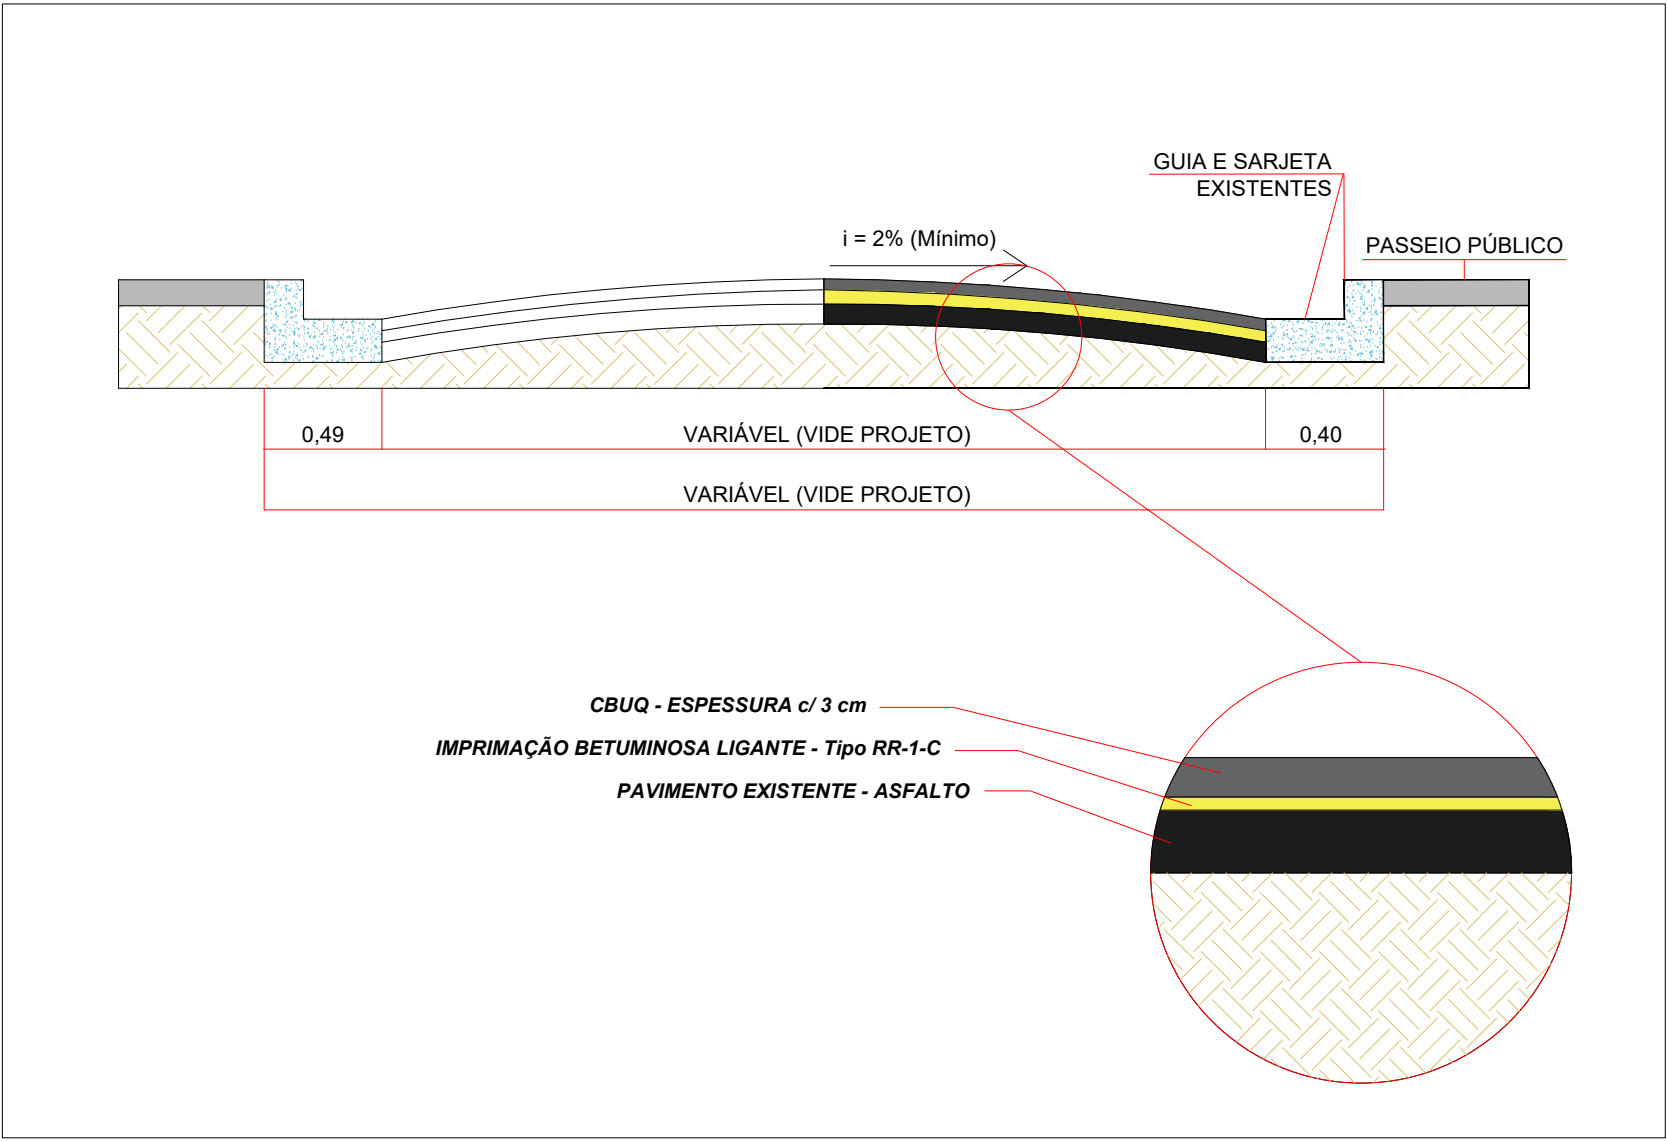 GUIA E SARJETA
EXISTENTES
i = 2% (Mínimo)
PASSEIO PÚBLICO
0,49
VARIÁVEL (VIDE PROJETO)
0,40
VARIÁVEL (VIDE PROJETO)
CBUQ - ESPESSURA c/ 3 cm
IMPRIMAÇÃO BETUMINOSA LIGANTE - Tipo RR-1-C
PAVIMENTO EXISTENTE - ASFALTO